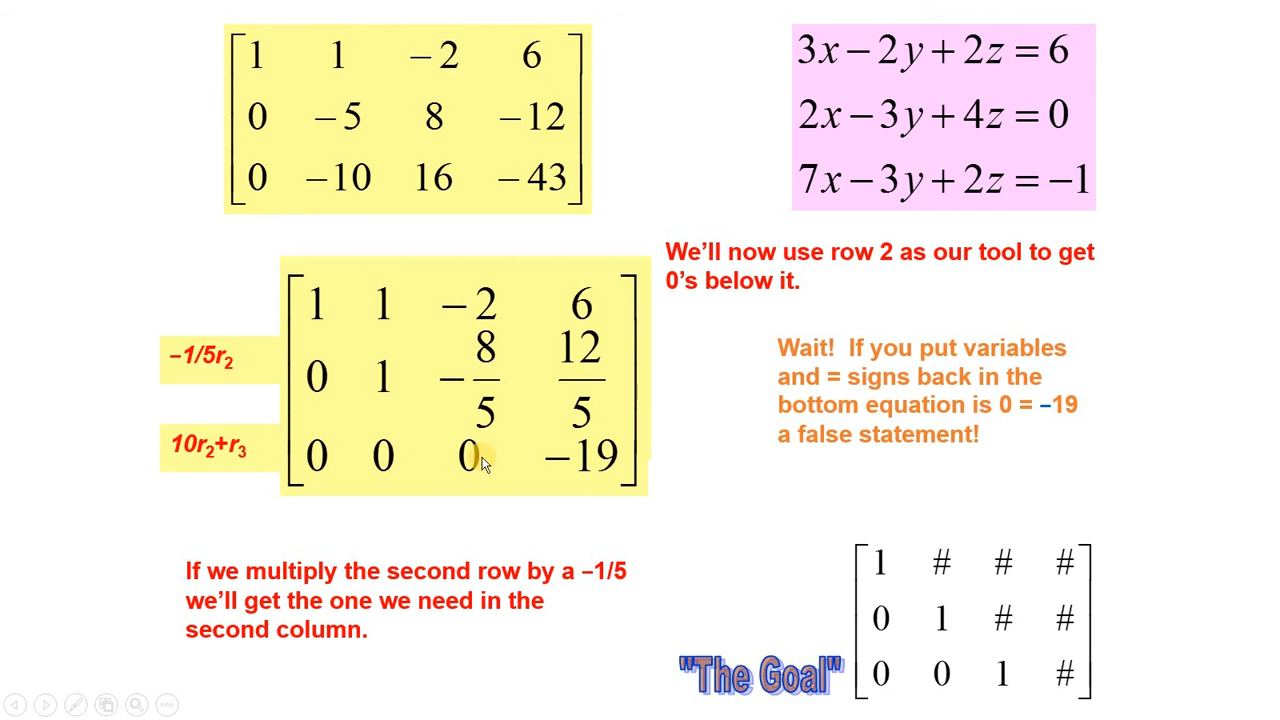 1 1 −2 6
0 −5 8 −12
0 −10 16 −43
3x − 2y + 2z = 6
2x − 3y + 4z = 0
7x − 3y + 2z = −1
We’ll now use row 2 as our tool to get
0’s below it.
−1/5r₂
10r₂+r₃
1 1 −2 6
0 1 −8/5 12/5
0 0 0 −19
Wait! If you put variables
and = signs back in the
bottom equation is 0 = –19
a false statement!
If we multiply the second row by a –1/5
we’ll get the one we need in the
second column.
"The Goal"
1 # # #
0 1 # #
0 0 1 #